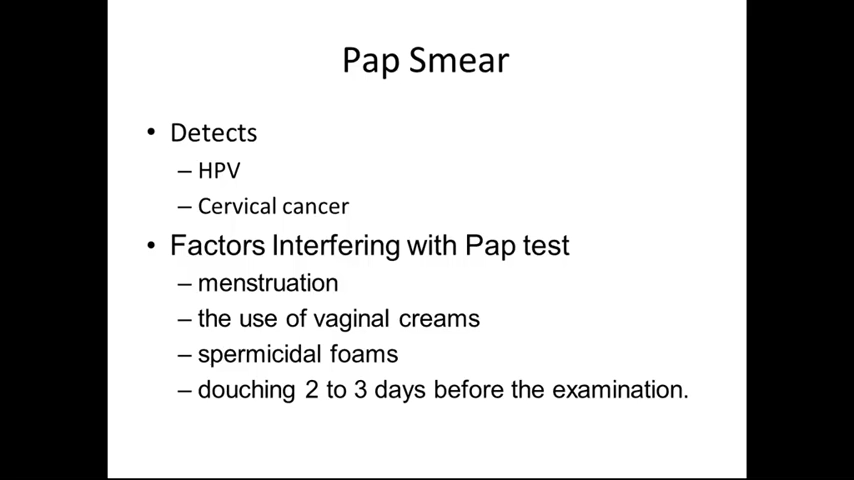 Pap Smear
• Detects
– HPV
– Cervical cancer
• Factors Interfering with Pap test
– menstruation
– the use of vaginal creams
– spermicidal foams
– douching 2 to 3 days before the examination.